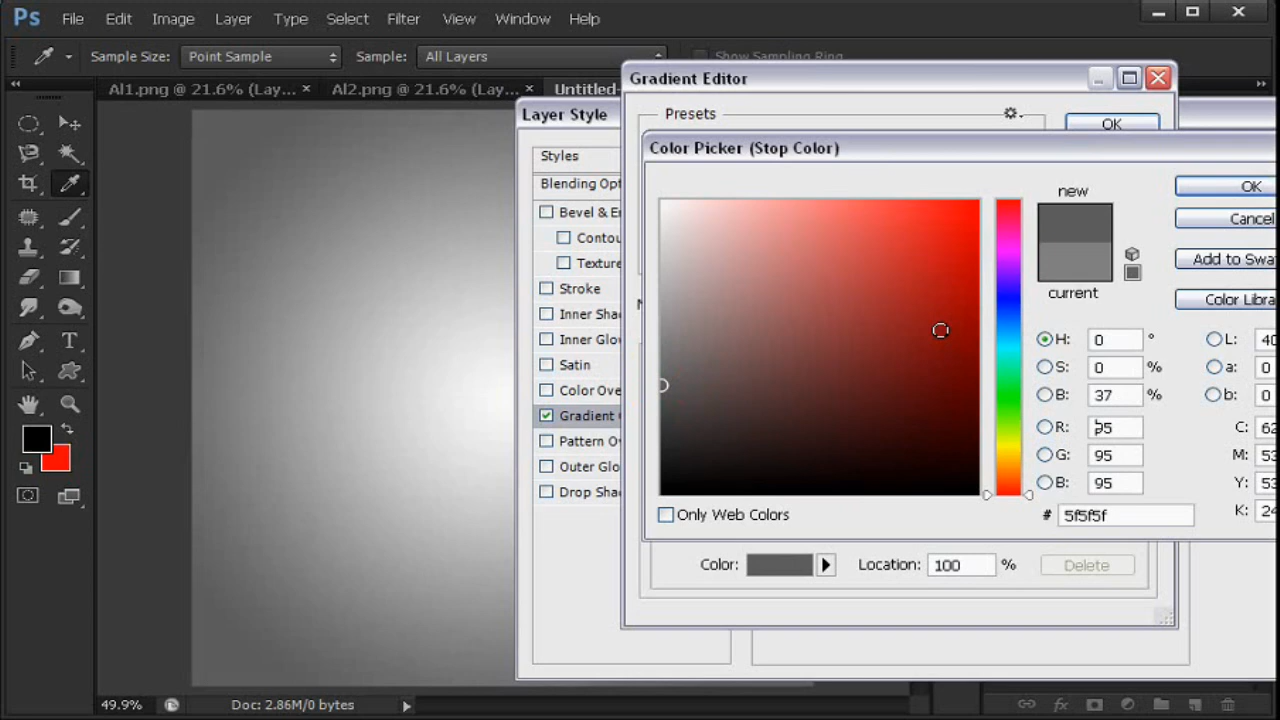 Ps File Edit Image Layer Type Select Filter View Window Help
Sample Size: Point Sample Sample: All Layers Show Sampling Ring
Al1.png @ 21.6% (Lay... × Al2.png @ 21.6% (Lay... × Untitled-
Gradient Editor
Presets
OK
Layer Style
Styles
Blending Opt
Bevel & E
Contou
Texture
Stroke
Inner Sha
Inner Glo
Satin
Color Ove
Gradient
Pattern O
Outer Glo
Drop Sha
Color Picker (Stop Color)
new
current
OK
Cancel
Add to Swa
Color Libra
H: 0 °
S: 0 %
B: 37 %
R: 95
G: 95
B: 95
L: 40
a: 0
b: 0
C: 62
M: 53
Y: 53
K: 24
Only Web Colors
# 5f5f5f
Color: Location: 100 % Delete
49.9% Doc: 2.86M/0 bytes
T
fx